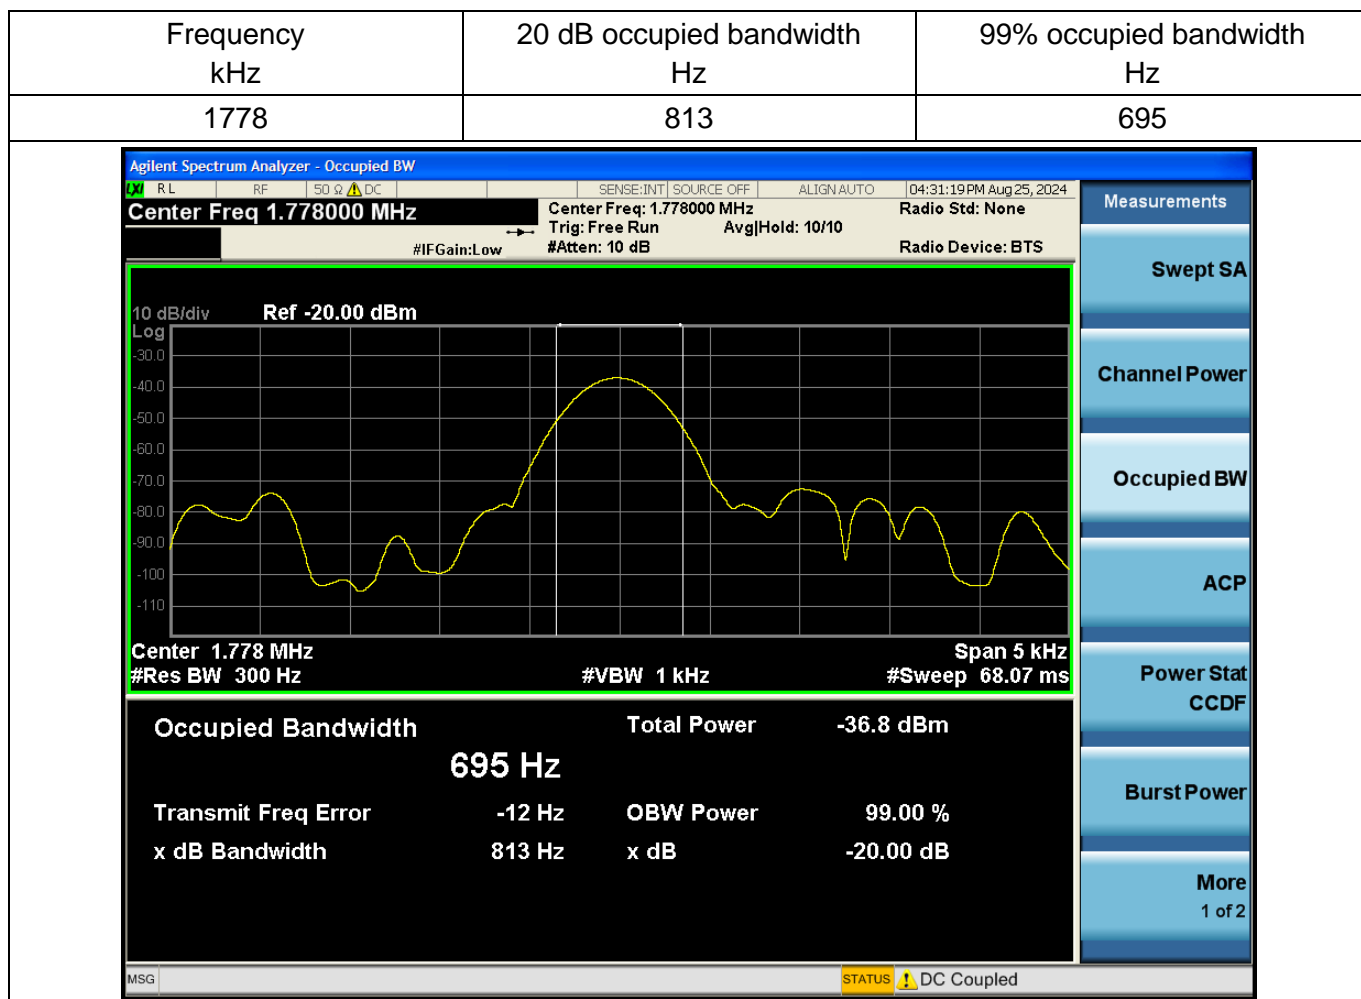 Frequency 20 dB occupied bandwidth 99% occupied bandwidth
kHz Hz Hz
1778 813 695
Agilent Spectrum Analyzer - Occupied BW
LXI RL RF 50 Ω DC SENSE:INT SOURCE OFF ALIGN AUTO 04:31:19 PM Aug 25, 2024
Center Freq 1.778000 MHz Center Freq: 1.778000 MHz Radio Std: None
Trig: Free Run Avg|Hold: 10/10
#IFGain:Low #Atten: 10 dB Radio Device: BTS
Measurements
Swept SA
Channel Power
Occupied BW
ACP
Power Stat
CCDF
Burst Power
More
1 of 2
10 dB/div Ref -20.00 dBm
Log
-30.0
-40.0
-50.0
-60.0
-70.0
-80.0
-90.0
-100
-110
Center 1.778 MHz Span 5 kHz
#Res BW 300 Hz #VBW 1 kHz #Sweep 68.07 ms
Occupied Bandwidth Total Power -36.8 dBm
695 Hz
Transmit Freq Error -12 Hz OBW Power 99.00 %
x dB Bandwidth 813 Hz x dB -20.00 dB
MSG STATUS DC Coupled